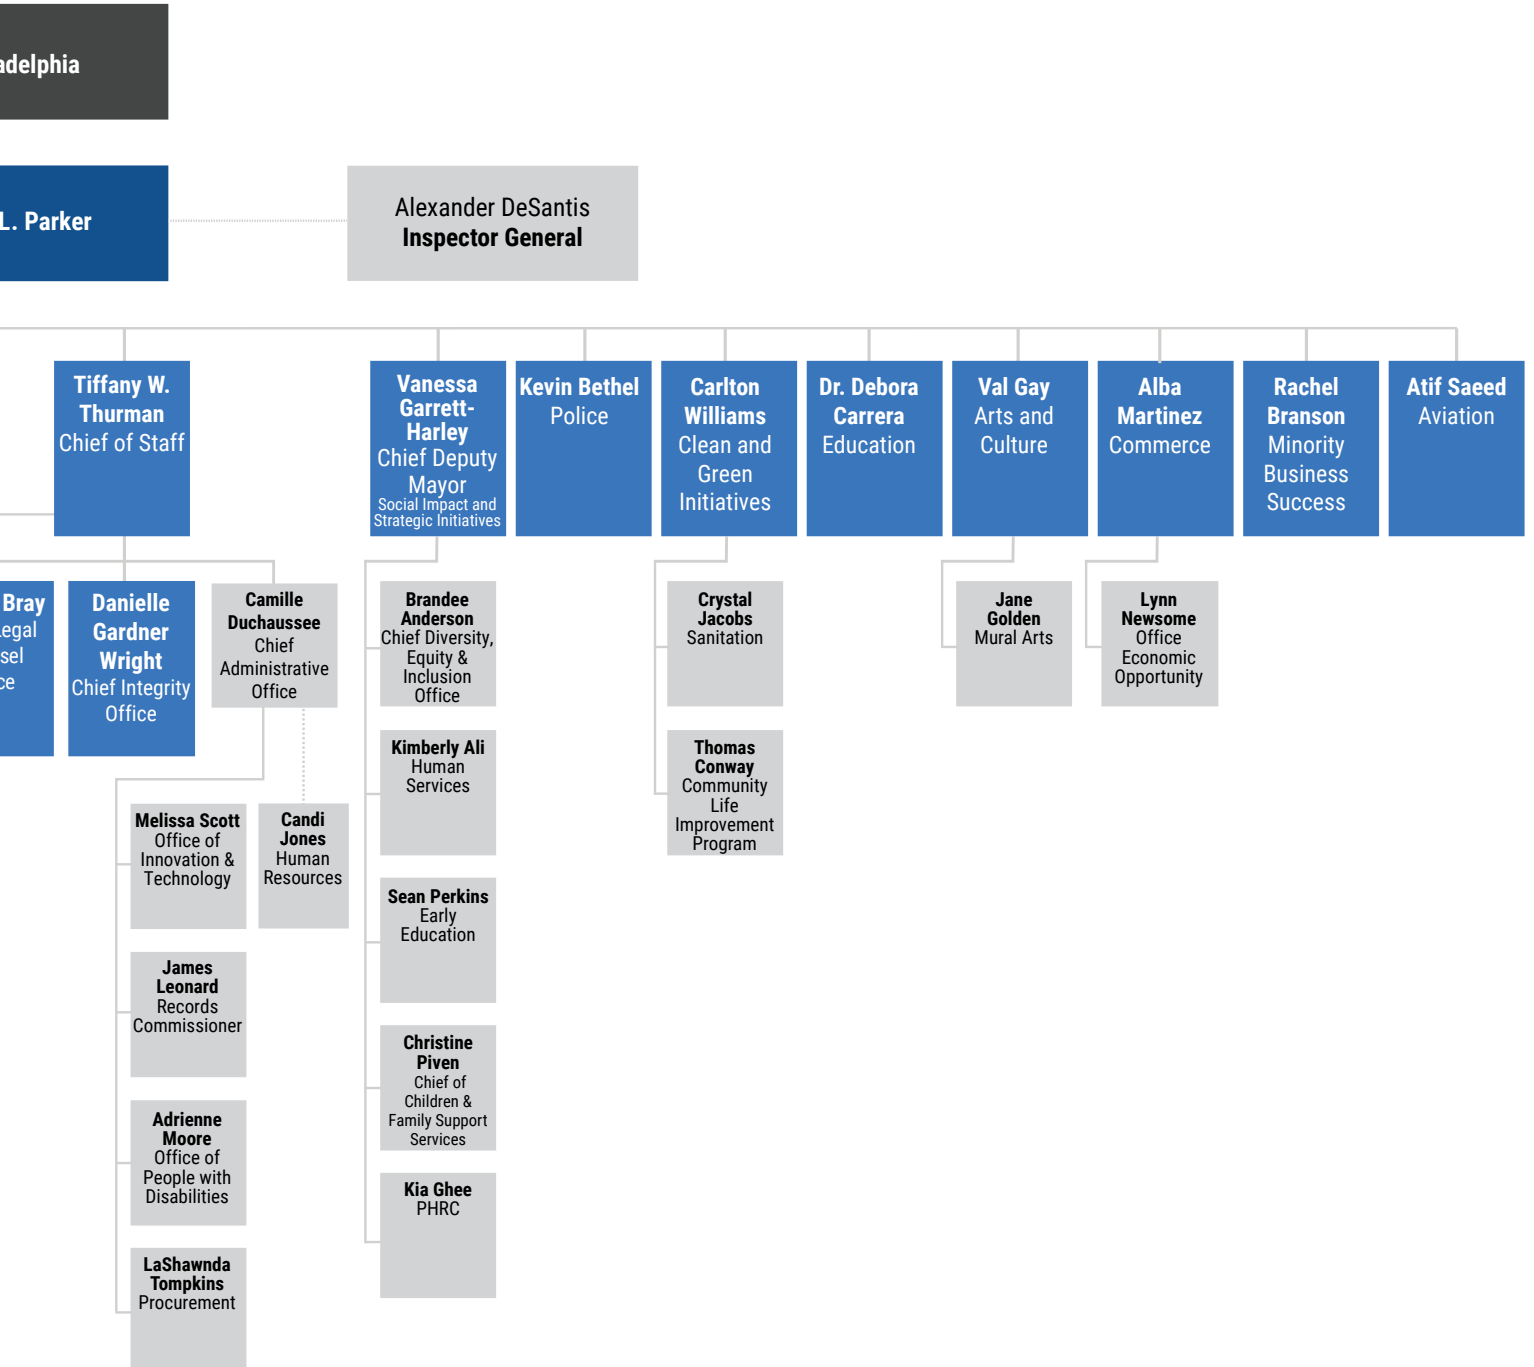 adelphia
L. Parker
Alexander DeSantis
Inspector General
Tiffany W.
Thurman
Chief of Staff
Vanessa
Garrett-
Harley
Chief Deputy
Mayor
Social Impact and
Strategic Initiatives
Kevin Bethel
Police
Carlton
Williams
Clean and
Green
Initiatives
Dr. Debora
Carrera
Education
Val Gay
Arts and
Culture
Alba
Martinez
Commerce
Rachel
Branson
Minority
Business
Success
Atif Saeed
Aviation
Bray
egal
sel
ce
Danielle
Gardner
Wright
Chief Integrity
Office
Camille
Duchaussee
Chief
Administrative
Office
Melissa Scott
Office of
Innovation &
Technology
Candi
Jones
Human
Resources
James
Leonard
Records
Commissioner
Adrienne
Moore
Office of
People with
Disabilities
LaShawnda
Tompkins
Procurement
Brandee
Anderson
Chief Diversity,
Equity &
Inclusion
Office
Kimberly Ali
Human
Services
Sean Perkins
Early
Education
Christine
Piven
Chief of
Children &
Family Support
Services
Kia Ghee
PHRC
Crystal
Jacobs
Sanitation
Thomas
Conway
Community
Life
Improvement
Program
Jane
Golden
Mural Arts
Lynn
Newsome
Office
Economic
Opportunity